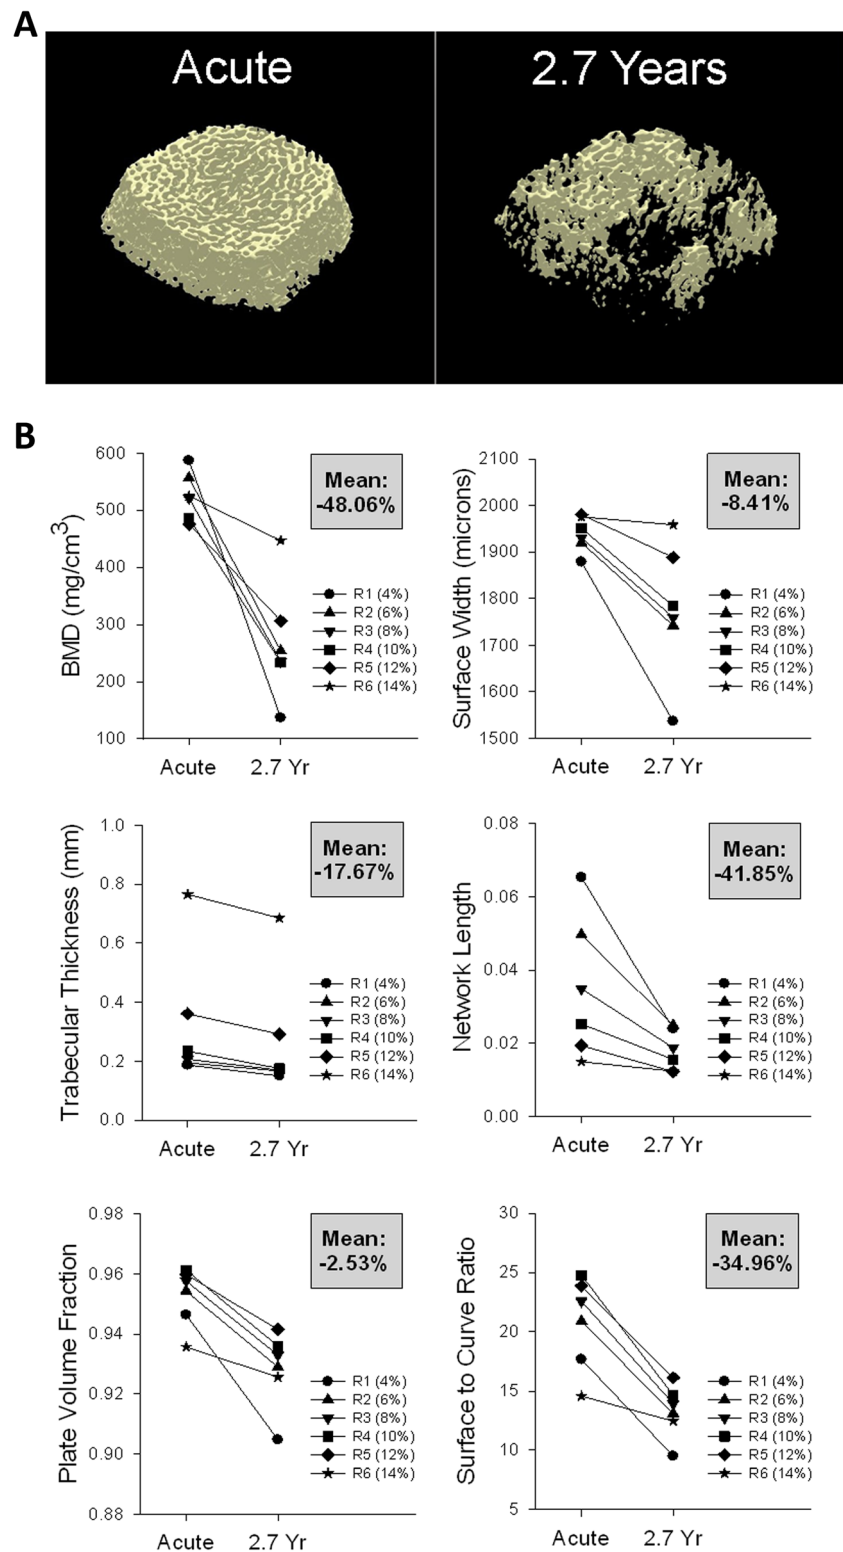 A
Acute
2.7 Years
B
600
500
400
300
200
100
BMD (mg/cm3)
Mean:
-48.06%
R1 (4%)
R2 (6%)
R3 (8%)
R4 (10%)
R5 (12%)
R6 (14%)
Acute
2.7 Yr
2100
2000
1900
1800
1700
1600
1500
Surface Width (microns)
Mean:
-8.41%
R1 (4%)
R2 (6%)
R3 (8%)
R4 (10%)
R5 (12%)
R6 (14%)
Acute
2.7 Yr
1.0
0.8
0.6
0.4
0.2
0.0
Trabecular Thickness (mm)
Mean:
-17.67%
R1 (4%)
R2 (6%)
R3 (8%)
R4 (10%)
R5 (12%)
R6 (14%)
Acute
2.7 Yr
0.08
0.06
0.04
0.02
0.00
Network Length
Mean:
-41.85%
R1 (4%)
R2 (6%)
R3 (8%)
R4 (10%)
R5 (12%)
R6 (14%)
Acute
2.7 Yr
0.98
0.96
0.94
0.92
0.90
0.88
Plate Volume Fraction
Mean:
-2.53%
R1 (4%)
R2 (6%)
R3 (8%)
R4 (10%)
R5 (12%)
R6 (14%)
Acute
2.7 Yr
30
25
20
15
10
5
Surface to Curve Ratio
Mean:
-34.96%
R1 (4%)
R2 (6%)
R3 (8%)
R4 (10%)
R5 (12%)
R6 (14%)
Acute
2.7 Yr